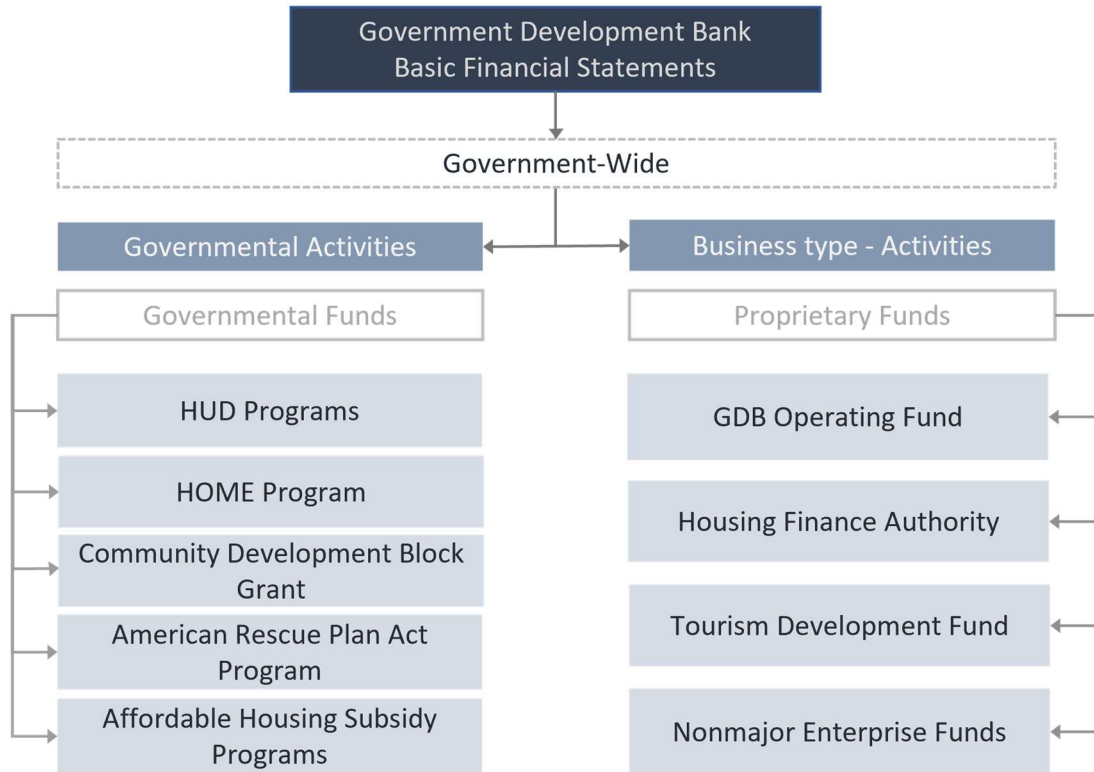 Government Development Bank
Basic Financial Statements
Government-Wide
Governmental Activities
Business type - Activities
Governmental Funds
Proprietary Funds
HUD Programs
HOME Program
Community Development Block
Grant
American Rescue Plan Act
Program
Affordable Housing Subsidy
Programs
GDB Operating Fund
Housing Finance Authority
Tourism Development Fund
Nonmajor Enterprise Funds